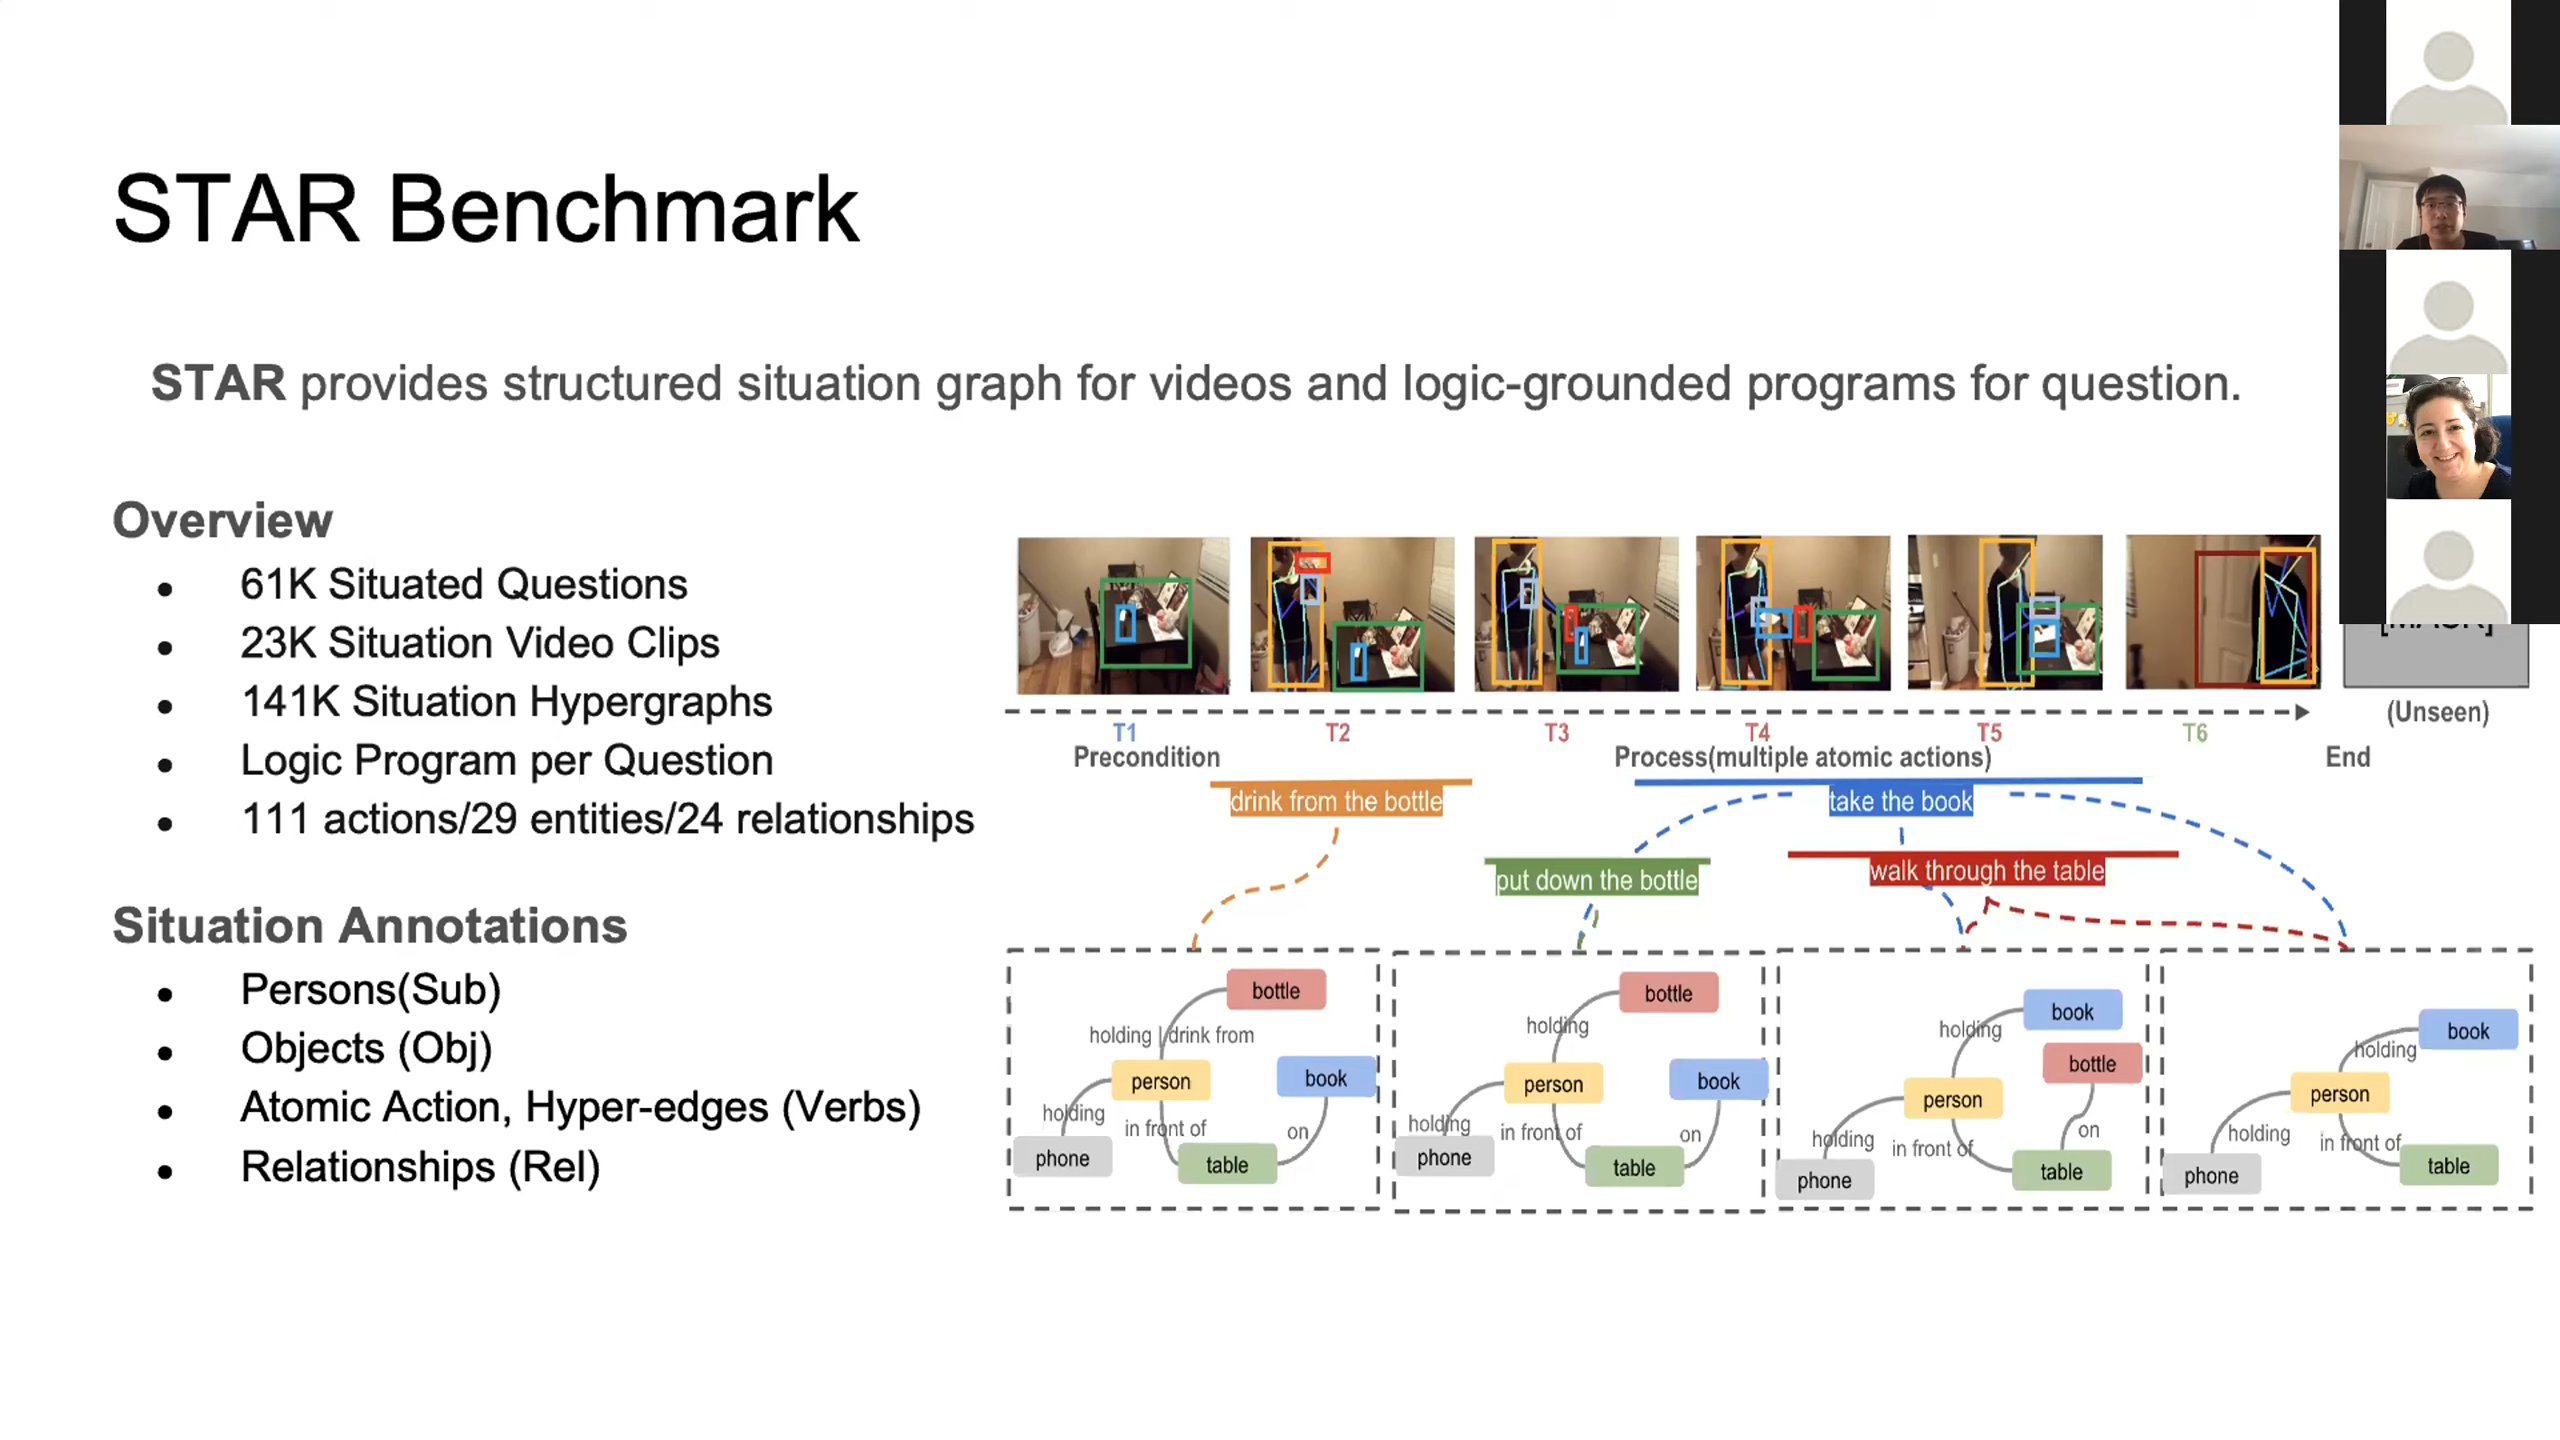 STAR Benchmark
STAR provides structured situation graph for videos and logic-grounded programs for question.
Overview
61K Situated Questions
23K Situation Video Clips
141K Situation Hypergraphs
Logic Program per Question
111 actions/29 entities/24 relationships
Situation Annotations
Persons(Sub)
Objects (Obj)
Atomic Action, Hyper-edges (Verbs)
Relationships (Rel)
(Unseen)
T1 T2 T3 T4 T5 T6
Precondition Process(multiple atomic actions) End
drink from the bottle
take the book
put down the bottle
walk through the table
bottle
holding | drink from
person
book
holding
in front of
on
phone
table
bottle
holding
person
book
holding
in front of
on
phone
table
book
holding
bottle
person
holding
in front of
on
phone
table
book
holding
person
holding
in front of
phone
table